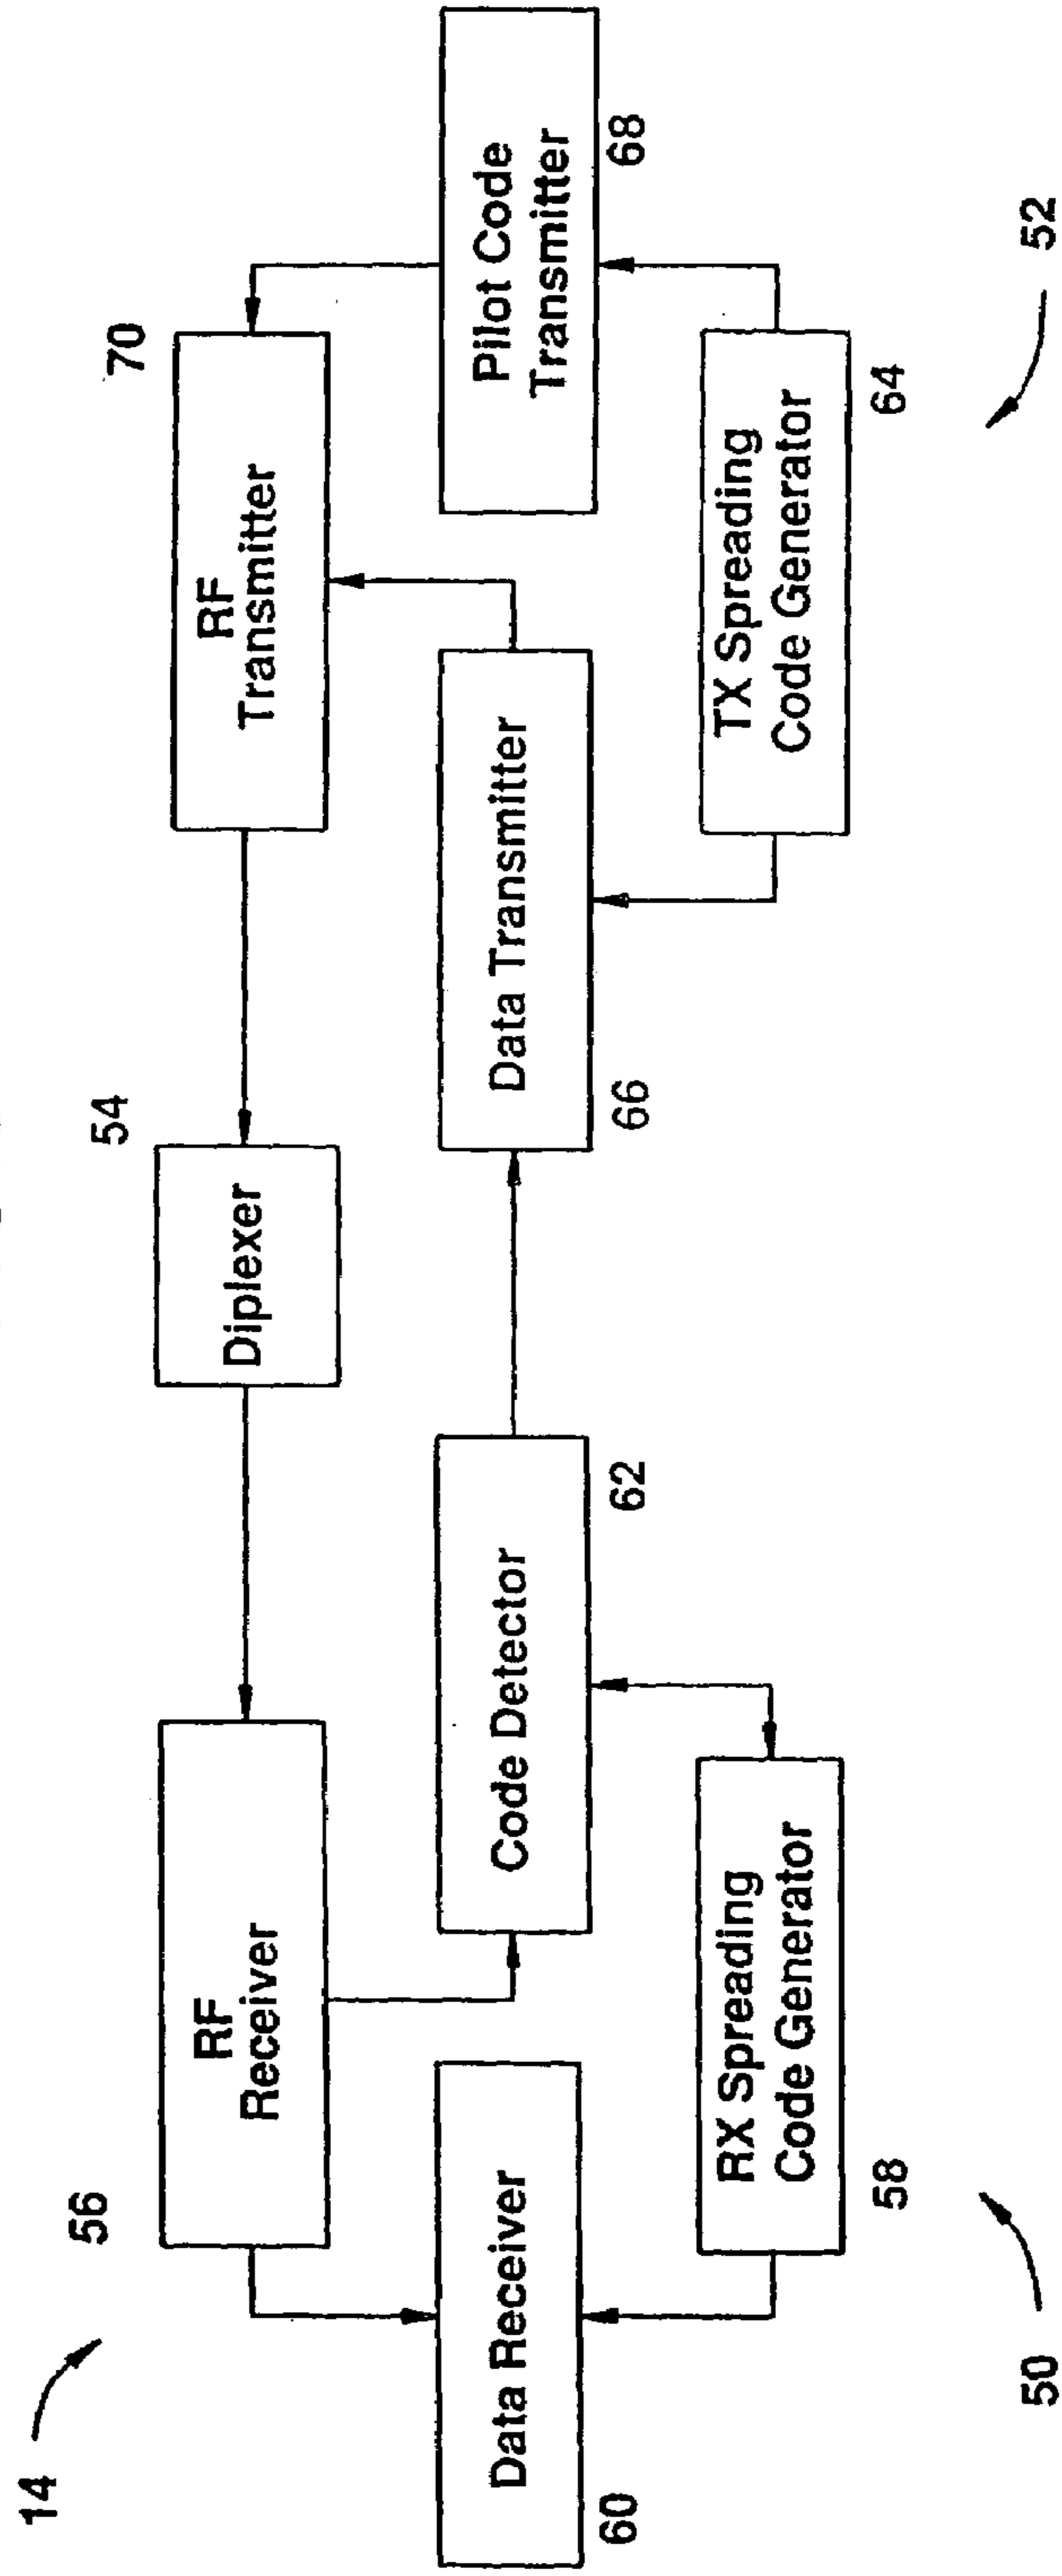 14
56
RF
Receiver
Diplexer
54
RF
Transmitter
70
Data Receiver
60
Code Detector
62
Data Transmitter
66
Pilot Code
Transmitter
68
RX Spreading
Code Generator
58
TX Spreading
Code Generator
64
50
52